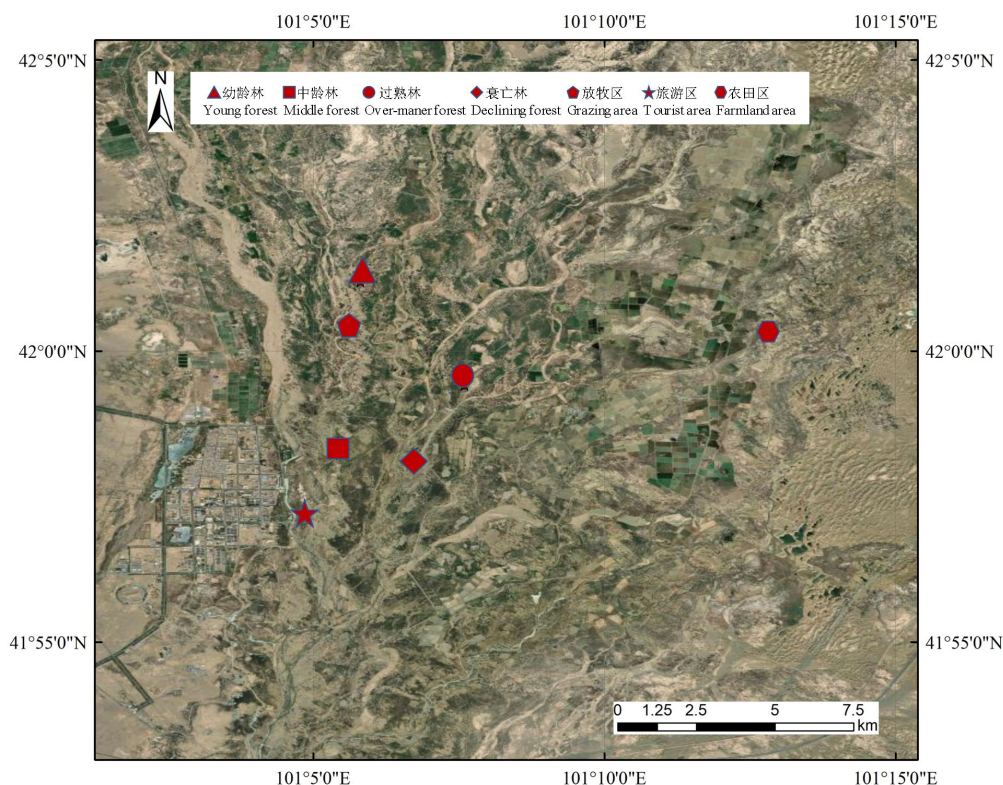 101°5'0"E 101°10'0"E 101°15'0"E
42°5'0"N 42°5'0"N
N
幼龄林 中龄林 过熟林 衰亡林 放牧区 旅游区 农田区
Young forest Middle forest Over-maner forest Declining forest Grazing area Tourist area Farmland area
42°0'0"N 42°0'0"N
41°55'0"N 41°55'0"N
0 1.25 2.5 5 7.5
km
101°5'0"E 101°10'0"E 101°15'0"E